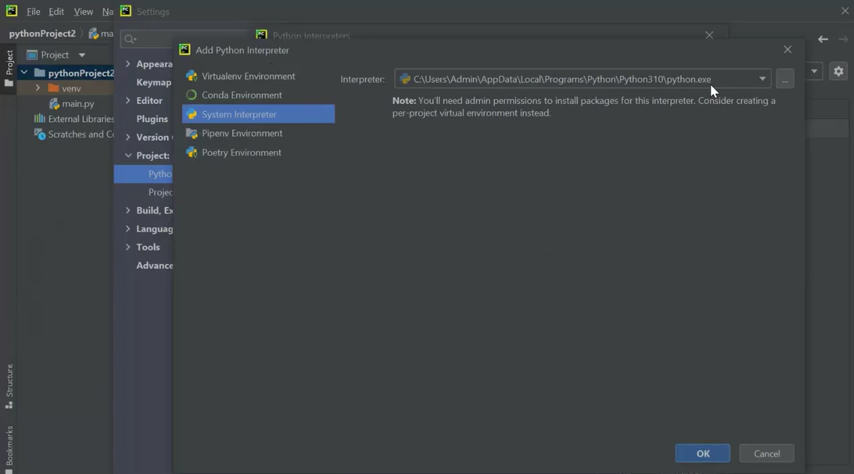 File Edit View Na
Settings
pythonProject2 ma
Python Interpreters
Add Python Interpreter
Project
Project
pythonProject2
venv
main.py
External Libraries
Scratches and Co
Appeara
Keymap
Editor
Plugins
Version
Project:
Pytho
Projec
Build, Ex
Languag
Tools
Advance
Virtualenv Environment
Conda Environment
System Interpreter
Pipenv Environment
Poetry Environment
Interpreter: C:\Users\Admin\AppData\Local\Programs\Python\Python310\python.exe ...
Note: You'll need admin permissions to install packages for this interpreter. Consider creating a
per-project virtual environment instead.
Structure
Bookmarks
OK Cancel